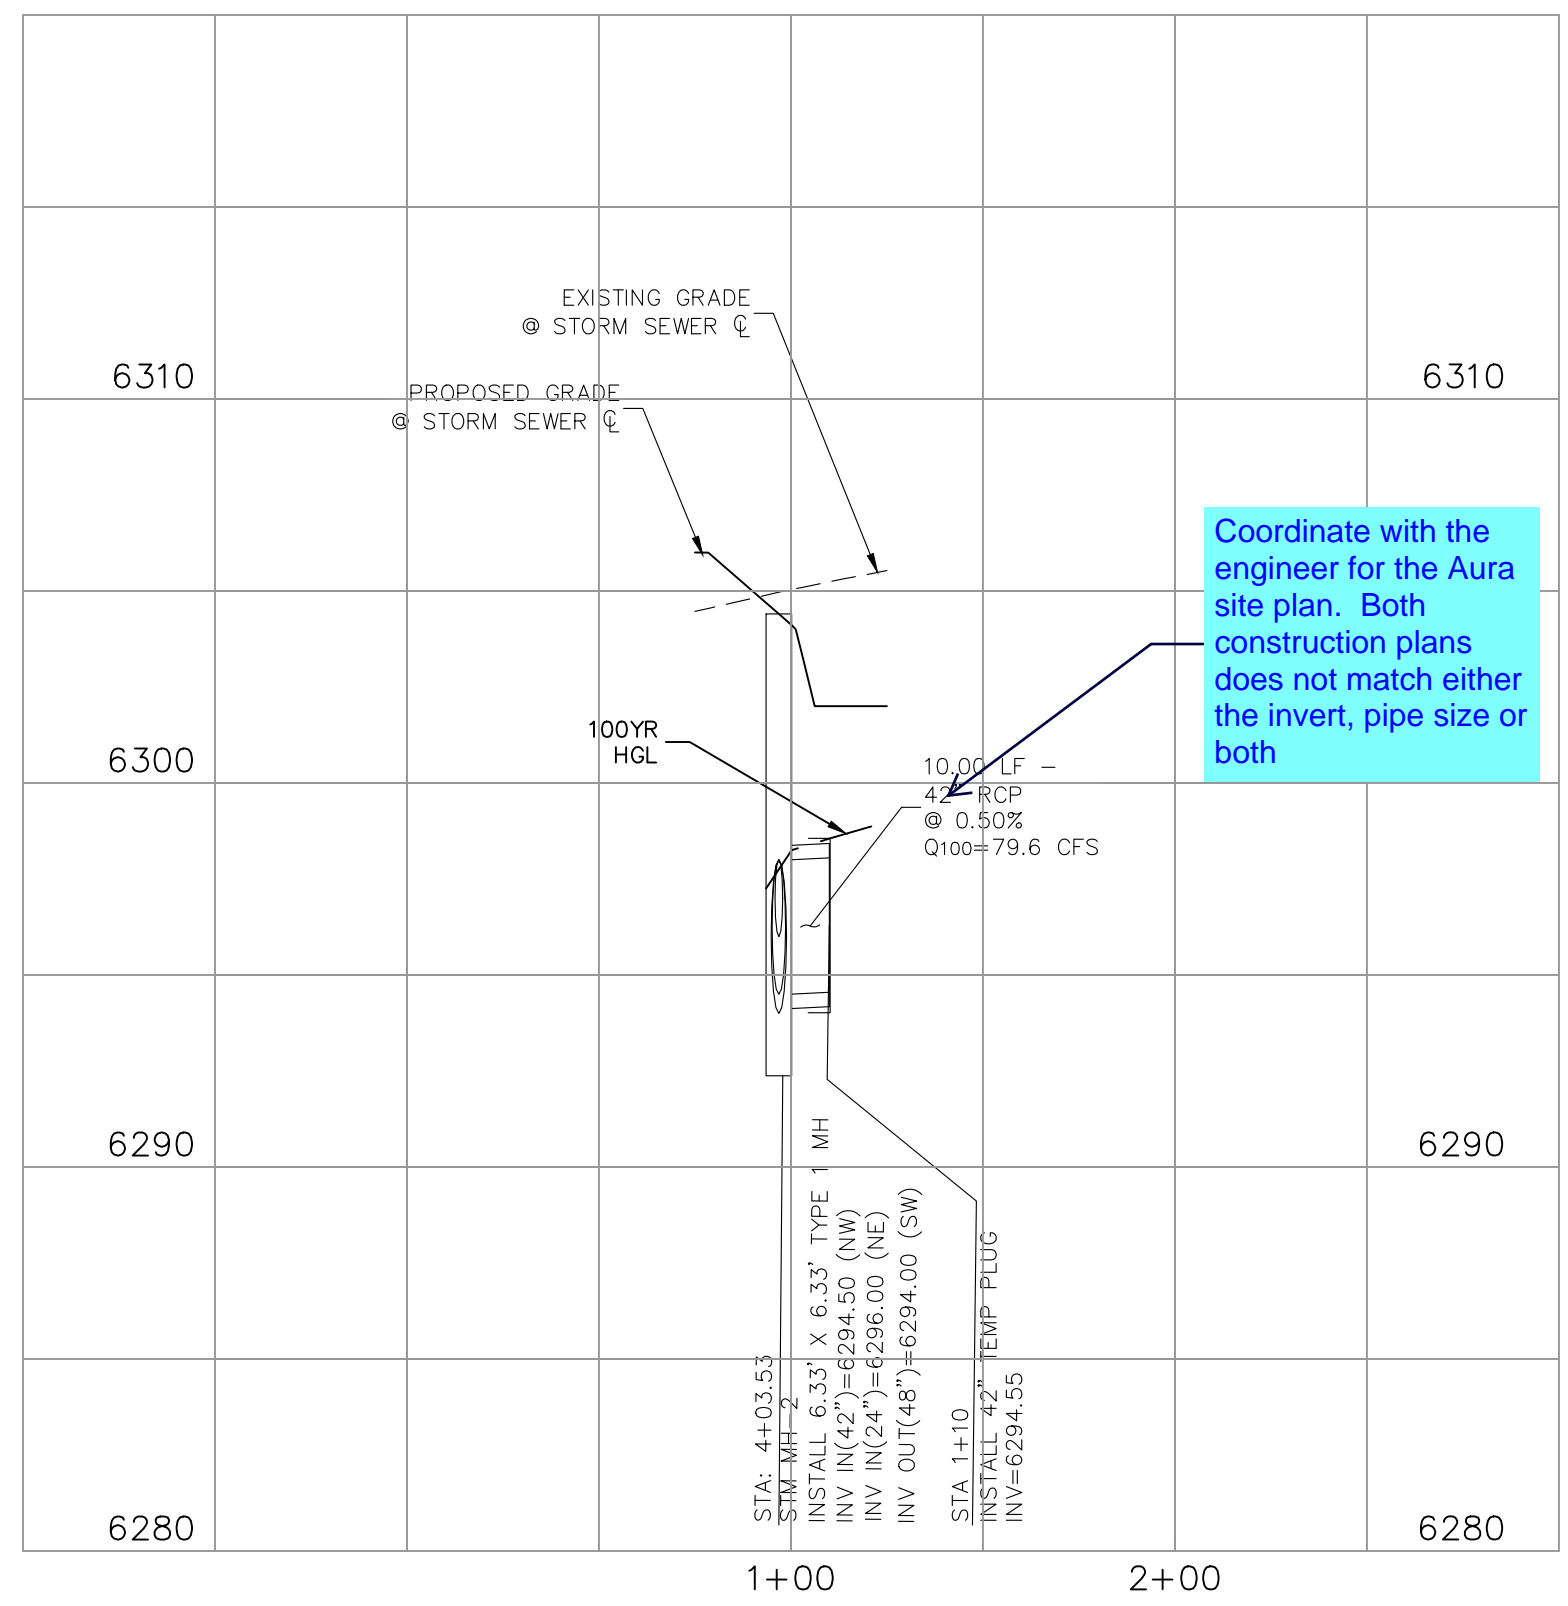 EXISTING GRADE
@ STORM SEWER ℄
6310
6310
PROPOSED GRADE
@ STORM SEWER ℄
Coordinate with the
engineer for the Aura
site plan.  Both
construction plans
does not match either
the invert, pipe size or
both
100YR
HGL
6300
10.00 LF –
42" RCP
@ 0.50%
Q100=79.6 CFS
6290
6290
STA: 4+03.53
STM MH-2
INSTALL 6.33' X 6.33' TYPE 1 MH
INV IN(42")=6294.50 (NW)
INV IN(24")=6296.00 (NE)
INV OUT(48")=6294.00 (SW)
STA 1+10
INSTALL 42" TEMP PLUG
INV=6294.55
6280
6280
1+00
2+00